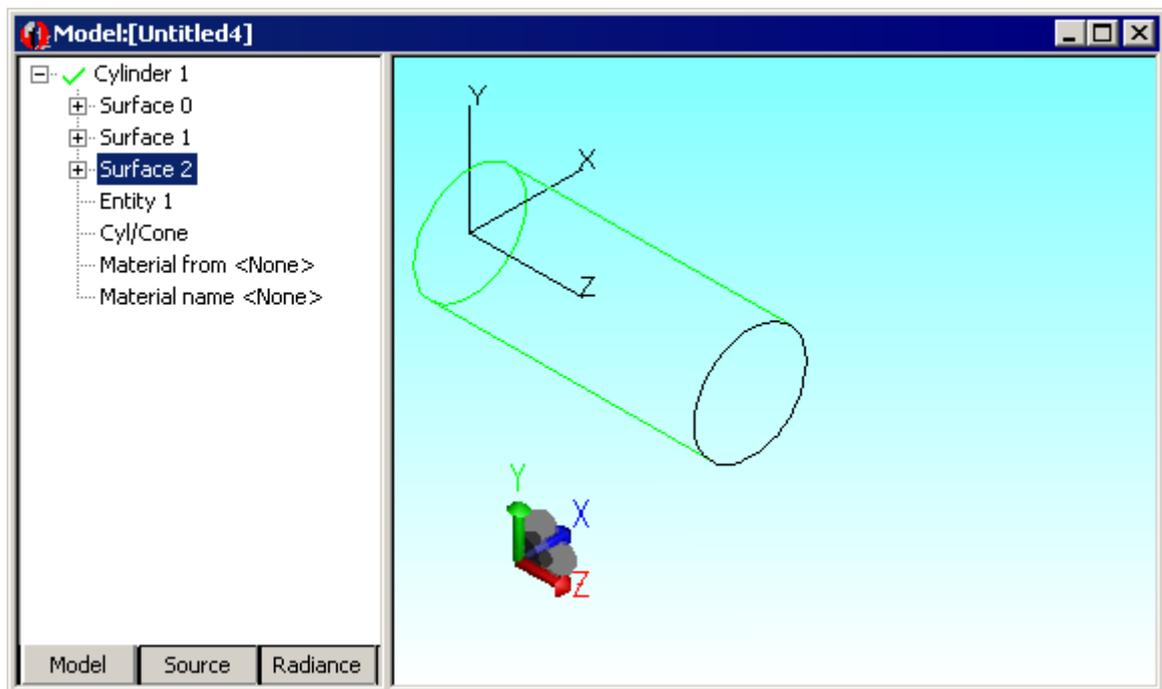 Model:[Untitled4]
Cylinder 1
Surface 0
Surface 1
Surface 2
Entity 1
Cyl/Cone
Material from <None>
Material name <None>
Model Source Radiance
Y
X
Z
Y
X
Z